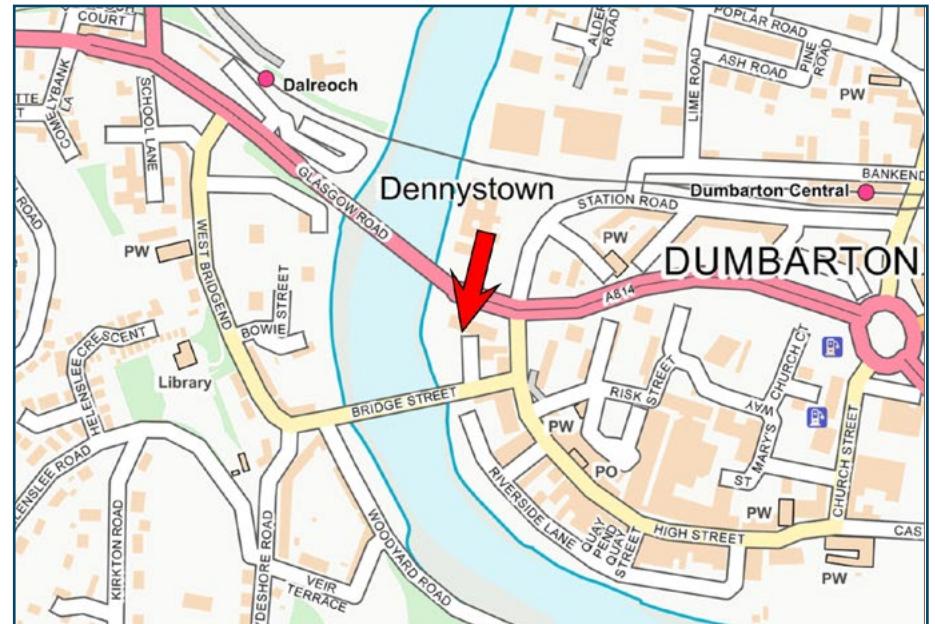 COURT
POPLAR ROAD
ALDER
ROAD
ASH ROAD
PINE
ROAD
Dalreoch
LIME ROAD
PW
COMELYBANK
LA
SCHOOL LANE
ROAD
GLASGOW ROAD
Dennystown
BANKEND
Dumbarton Central
STATION ROAD
PW
PW
WEST BRIDGEND
DUMBARTON
A814
BOWIE STREET
HELENSLEE CRESCENT
Library
BRIDGE STREET
RISK STREET
CHURCH CT
ST MARY'S WAY
CHURCH STREET
PW
PO
ENSLEE ROAD
KIRKTON ROAD
RIVERSIDE LANE
QUAY
PEND
QUAY
STREET
HIGH STREET
PW
CAS
PW
WOODYARD ROAD
VEIR
TERRACE
YDESHORE ROAD